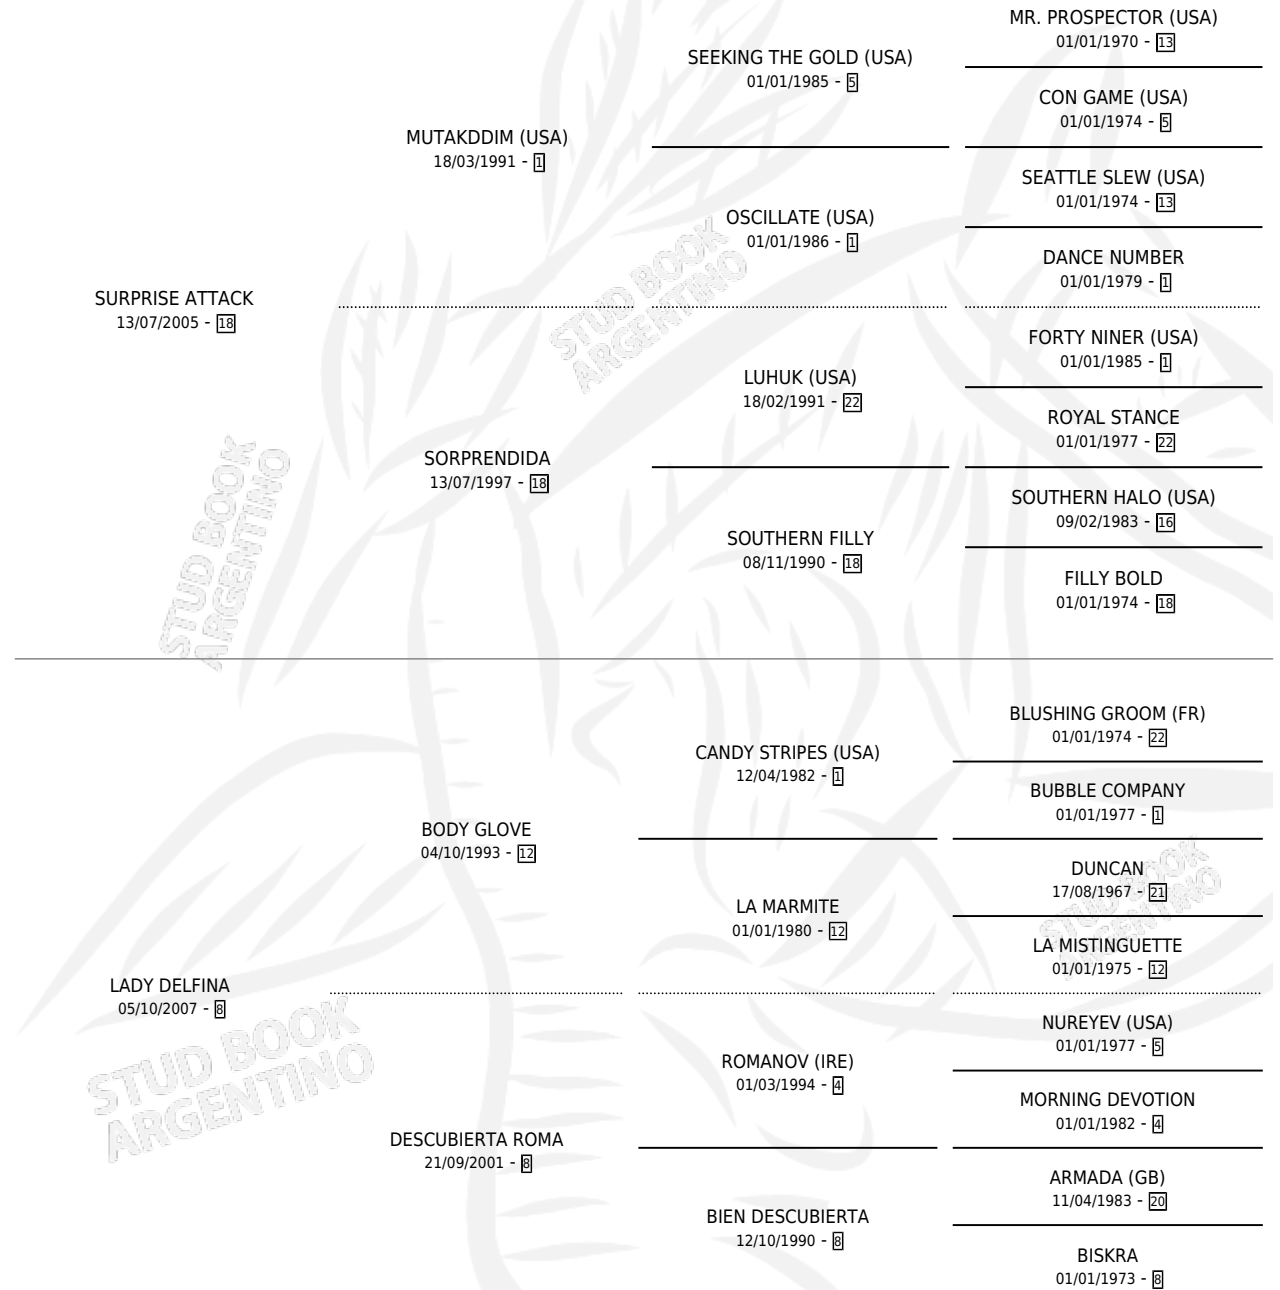 MR. PROSPECTOR (USA)
01/01/1970 - 13
SEEKING THE GOLD (USA)
01/01/1985 - 5
CON GAME (USA)
01/01/1974 - 5
MUTAKDDIM (USA)
18/03/1991 - 1
SEATTLE SLEW (USA)
01/01/1974 - 13
OSCILLATE (USA)
01/01/1986 - 1
DANCE NUMBER
01/01/1979 - 1
SURPRISE ATTACK
13/07/2005 - 18
FORTY NINER (USA)
01/01/1985 - 1
LUHUK (USA)
18/02/1991 - 22
ROYAL STANCE
01/01/1977 - 22
SORPRENDIDA
13/07/1997 - 18
SOUTHERN HALO (USA)
09/02/1983 - 16
SOUTHERN FILLY
08/11/1990 - 18
FILLY BOLD
01/01/1974 - 18
BLUSHING GROOM (FR)
01/01/1974 - 22
CANDY STRIPES (USA)
12/04/1982 - 1
BUBBLE COMPANY
01/01/1977 - 1
BODY GLOVE
04/10/1993 - 12
DUNCAN
17/08/1967 - 21
LA MARMITE
01/01/1980 - 12
LA MISTINGUETTE
01/01/1975 - 12
LADY DELFINA
05/10/2007 - 8
NUREYEV (USA)
01/01/1977 - 5
ROMANOV (IRE)
01/03/1994 - 4
MORNING DEVOTION
01/01/1982 - 4
DESCUBIERTA ROMA
21/09/2001 - 8
ARMADA (GB)
11/04/1983 - 20
BIEN DESCUBIERTA
12/10/1990 - 8
BISKRA
01/01/1973 - 8
STUD BOOK
ARGENTINO
STUD BOOK
ARGENTINO
STUD BOOK
ARGENTINO
STUD BOOK
ARGENTINO